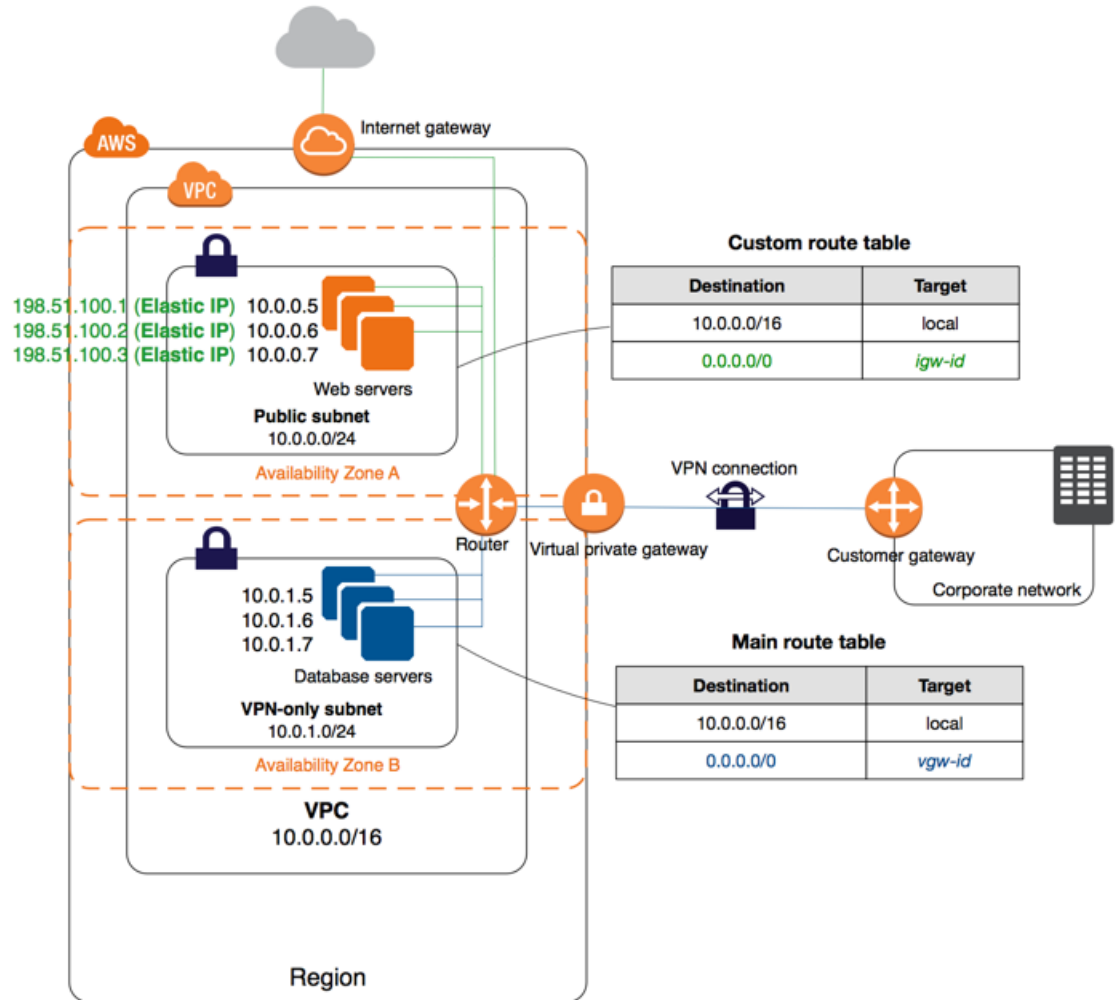 Internet gateway
AWS
VPC
198.51.100.1 (Elastic IP) 10.0.0.5
198.51.100.2 (Elastic IP) 10.0.0.6
198.51.100.3 (Elastic IP) 10.0.0.7
Web servers
Public subnet
10.0.0.0/24
Availability Zone A
Custom route table
Destination Target
10.0.0.0/16 local
0.0.0.0/0 igw-id
Router
Virtual private gateway
VPN connection
Customer gateway
Corporate network
10.0.1.5
10.0.1.6
10.0.1.7
Database servers
VPN-only subnet
10.0.1.0/24
Availability Zone B
Main route table
Destination Target
10.0.0.0/16 local
0.0.0.0/0 vgw-id
VPC
10.0.0.0/16
Region